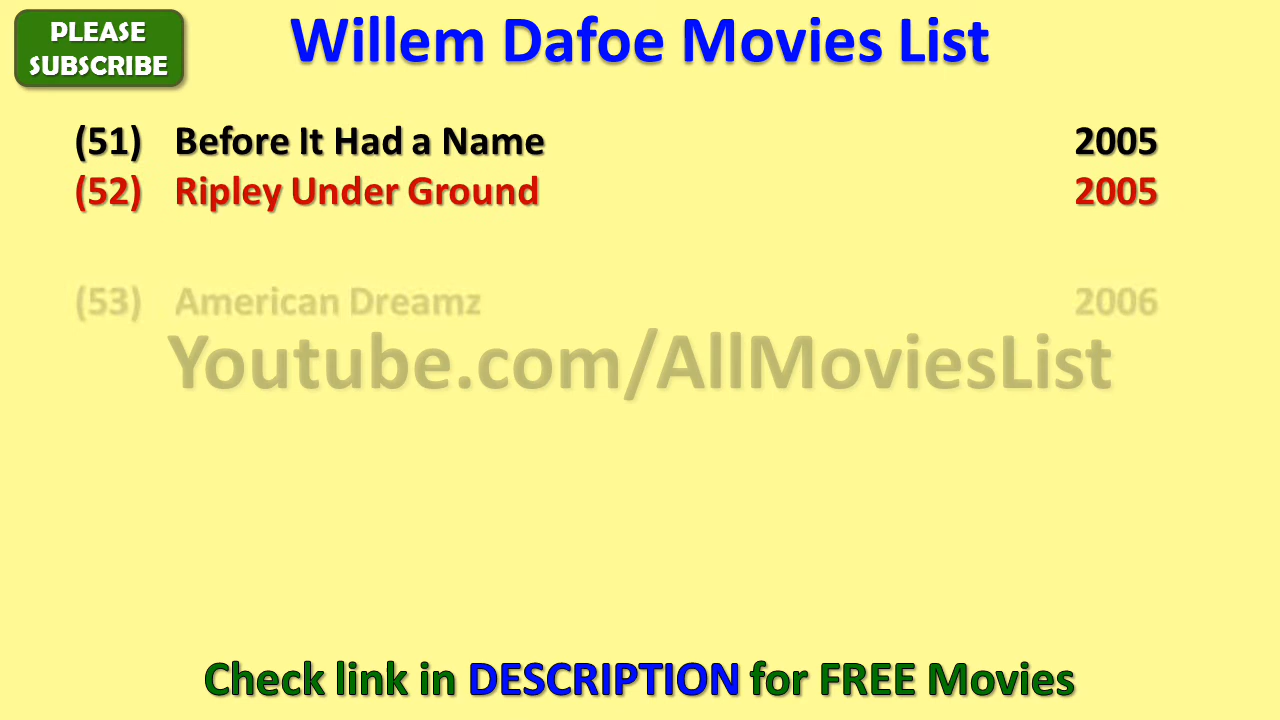 PLEASE
SUBSCRIBE
Willem Dafoe Movies List
(51) Before It Had a Name 2005
(52) Ripley Under Ground 2005
(53) American Dreamz 2006
Youtube.com/AllMoviesList
Check link in DESCRIPTION for FREE Movies